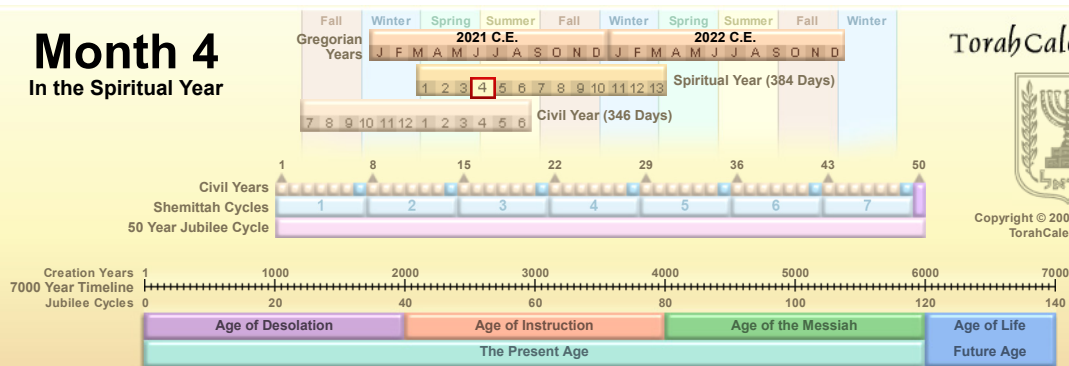 Month 4
In the Spiritual Year
Fall Winter Spring Summer Fall Winter Spring Summer Fall Winter
Gregorian Years
2021 C.E. 2022 C.E.
J F M A M J J A S O N D J F M A M J J A S O N D
1 2 3 4 5 6 7 8 9 10 11 12 13 Spiritual Year (384 Days)
7 8 9 10 11 12 1 2 3 4 5 6 Civil Year (346 Days)
TorahCale
1 8 15 22 29 36 43 50
Civil Years
Shemittah Cycles 1 2 3 4 5 6 7
50 Year Jubilee Cycle
Copyright © 200
TorahCale
Creation Years 1 1000 2000 3000 4000 5000 6000 7000
7000 Year Timeline
Jubilee Cycles 0 20 40 60 80 100 120 140
Age of Desolation Age of Instruction Age of the Messiah Age of Life
The Present Age Future Age